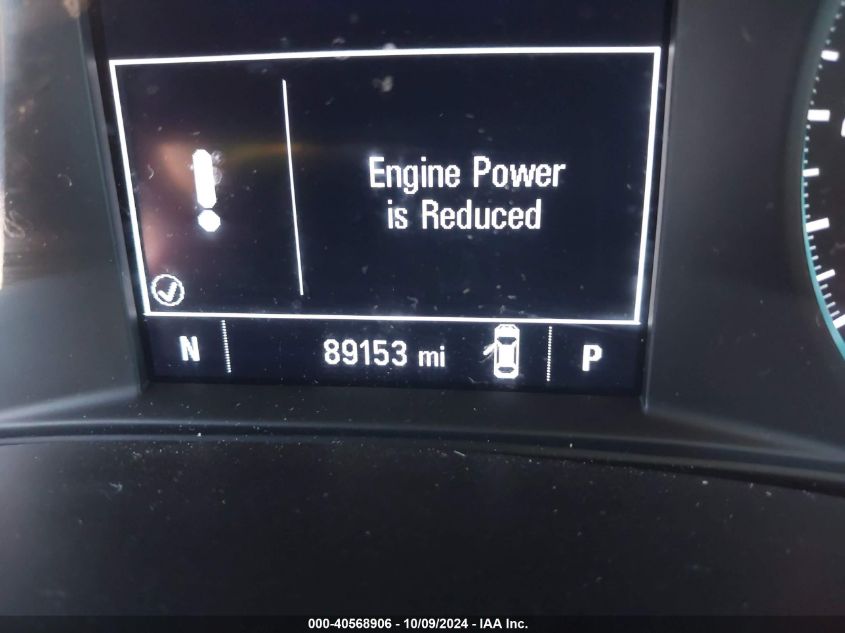 Engine Power
is Reduced
N 89153 mi P
000-40568906 - 10/09/2024 - IAA Inc.